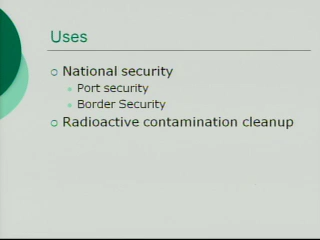 Uses
National security
Port security
Border Security
Radioactive contamination cleanup